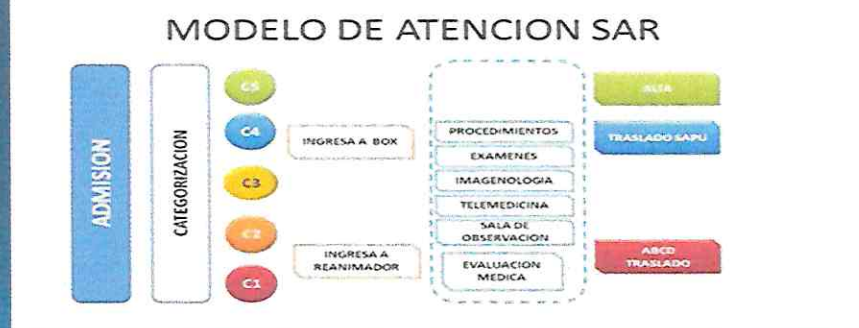 MODELO DE ATENCION SAR
ADMISION
CATEGORIZACION
C5
C4
C3
C2
C1
INGRESA A BOX
INGRESA A
REANIMADOR
PROCEDIMIENTOS
EXAMENES
IMAGENOLOGIA
TELEMEDICINA
SALA DE
OBSERVACION
EVALUACION
MEDICA
ALTA
TRASLADO SAPU
ABCD
TRASLADO